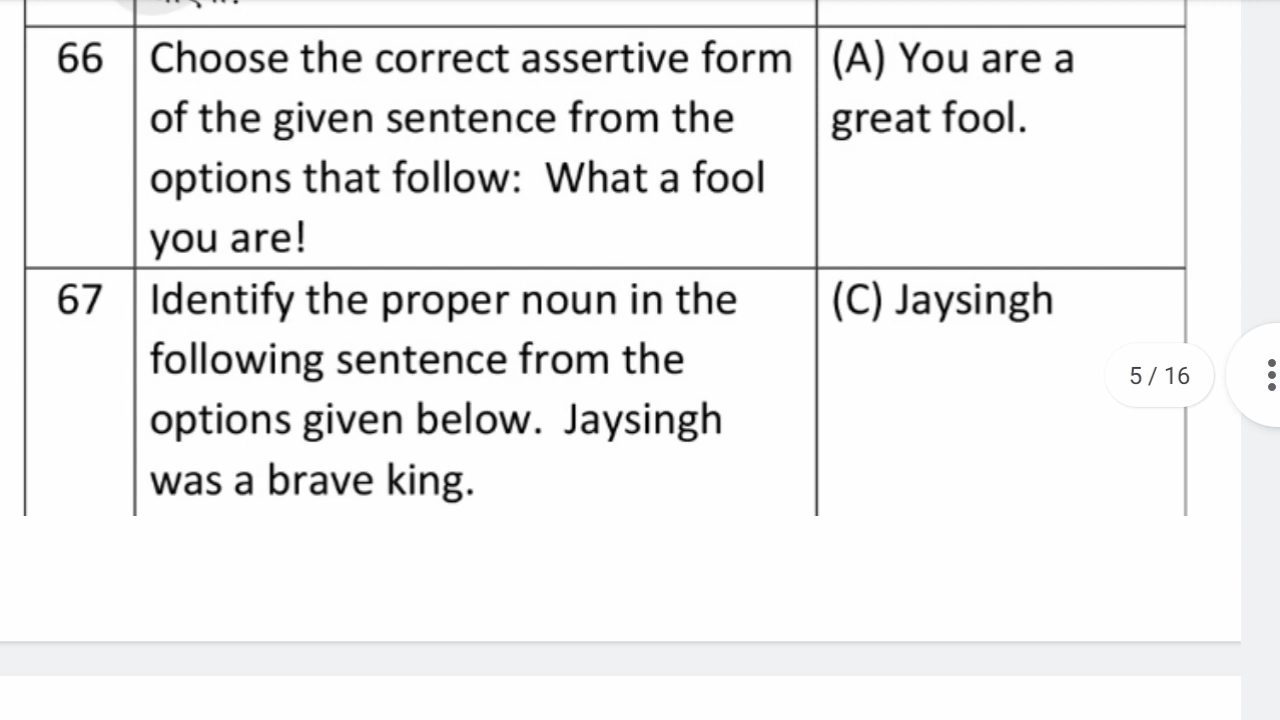 66 Choose the correct assertive form (A) You are a
of the given sentence from the great fool.
options that follow: What a fool
you are!
67 Identify the proper noun in the (C) Jaysingh
following sentence from the
5 / 16
options given below. Jaysingh
was a brave king.